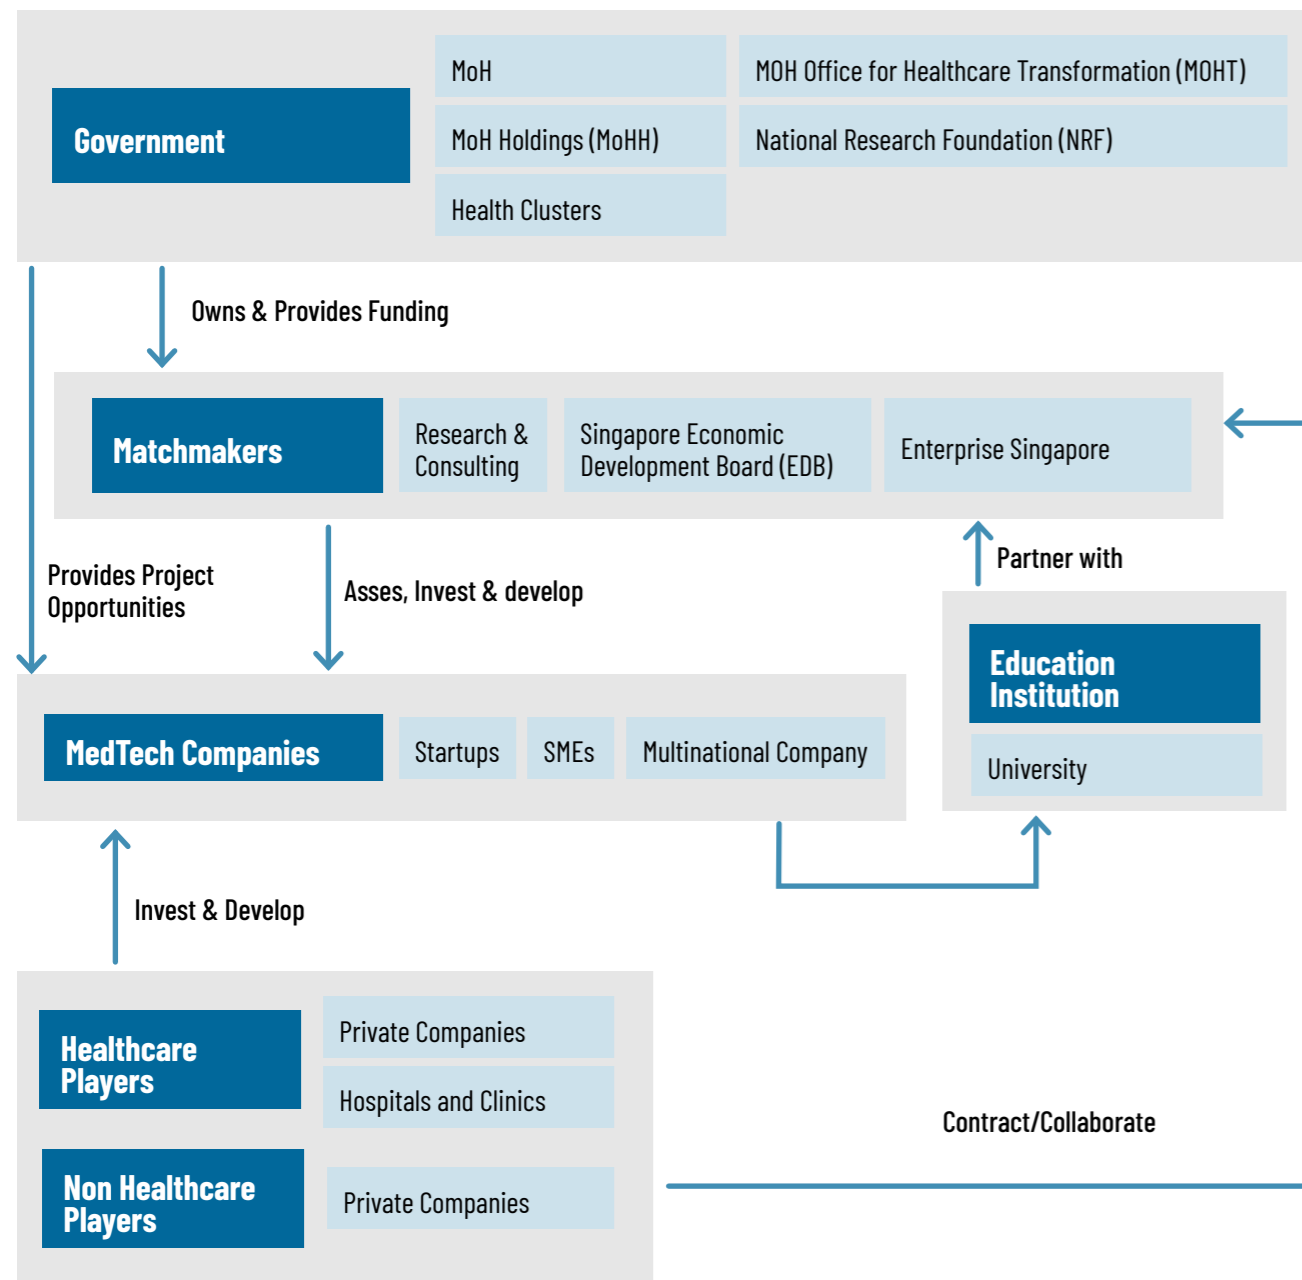 Government
MoH
MOH Office for Healthcare Transformation (MOHT)
MoH Holdings (MoHH)
National Research Foundation (NRF)
Health Clusters
Owns & Provides Funding
Matchmakers
Research &
Consulting
Singapore Economic
Development Board (EDB)
Enterprise Singapore
Provides Project
Opportunities
Asses, Invest & develop
Partner with
Education
Institution
University
MedTech Companies
Startups
SMEs
Multinational Company
Invest & Develop
Healthcare
Players
Private Companies
Hospitals and Clinics
Non Healthcare
Players
Private Companies
Contract/Collaborate